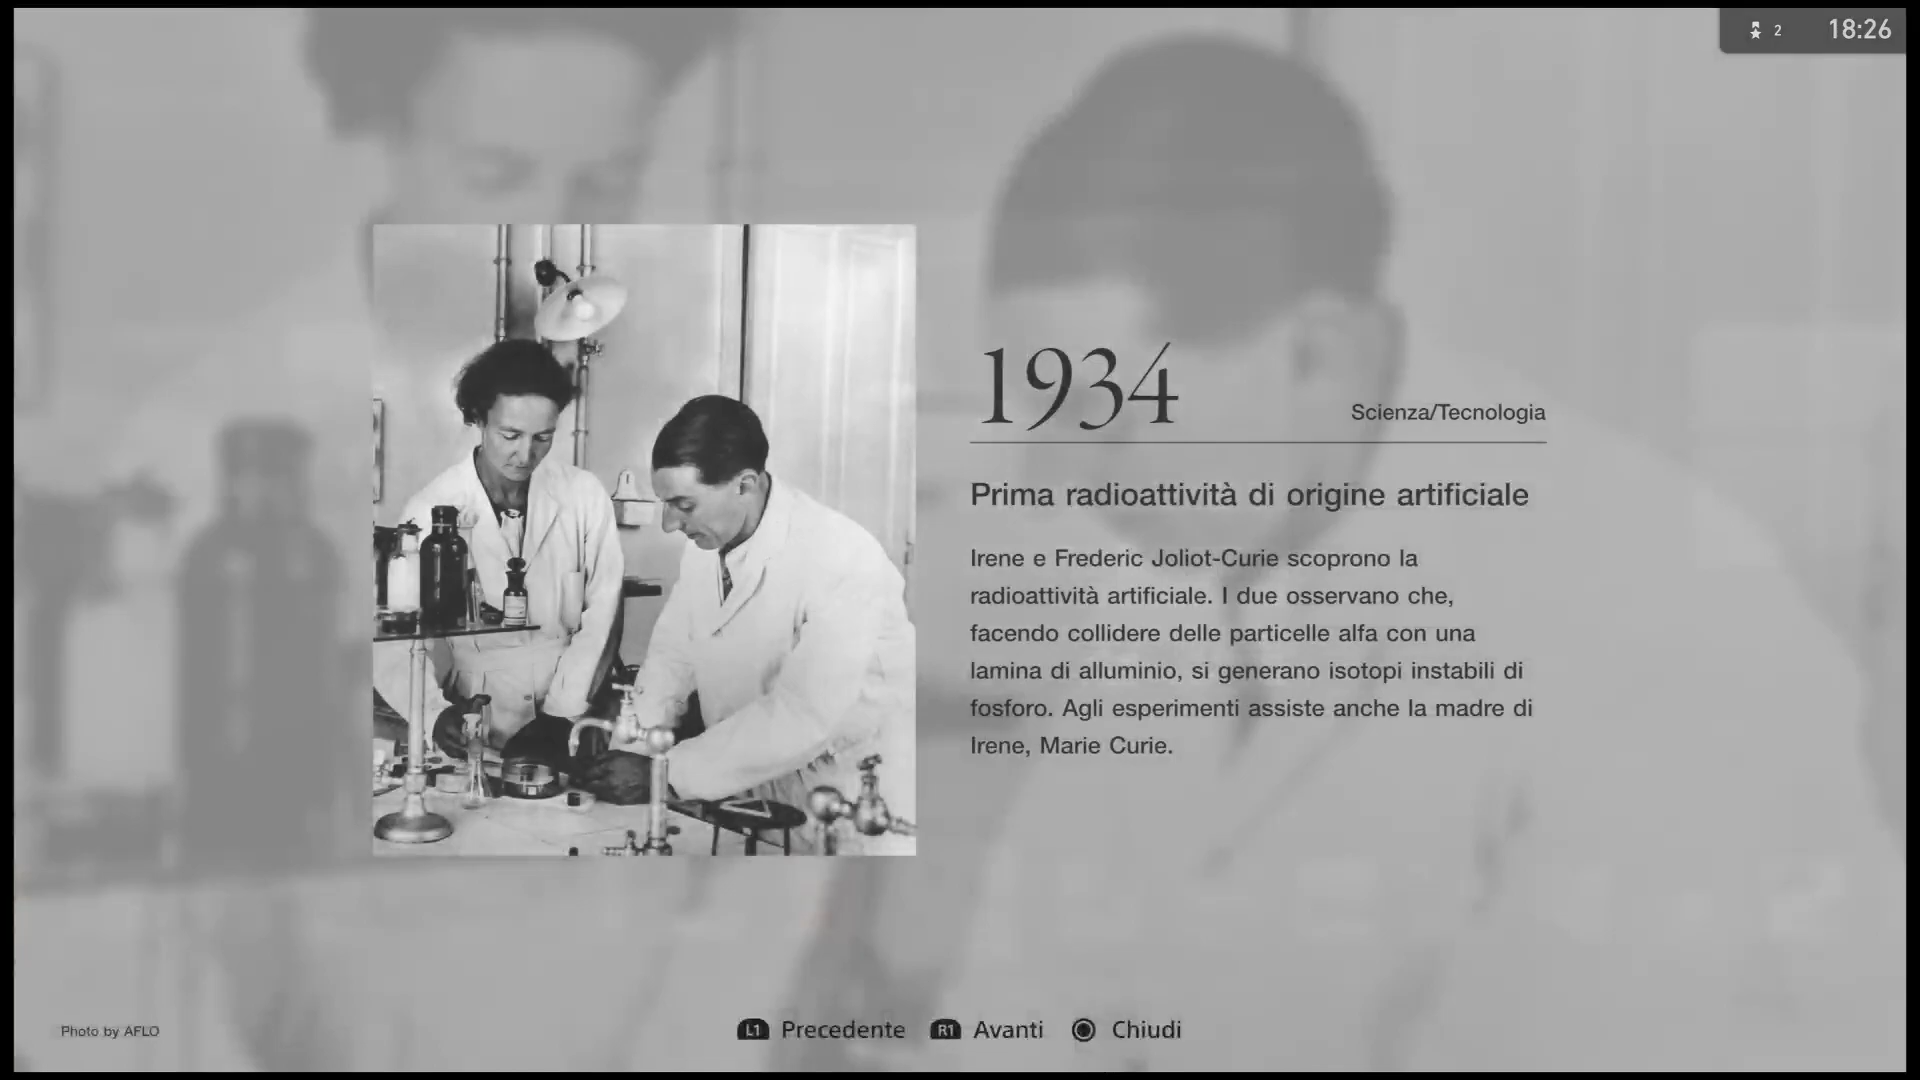 2 18:26
1934
Scienza/Tecnologia
Prima radioattività di origine artificiale
Irene e Frederic Joliot-Curie scoprono la
radioattività artificiale. I due osservano che,
facendo collidere delle particelle alfa con una
lamina di alluminio, si generano isotopi instabili di
fosforo. Agli esperimenti assiste anche la madre di
Irene, Marie Curie.
Photo by AFLO
L1 Precedente R1 Avanti Chiudi